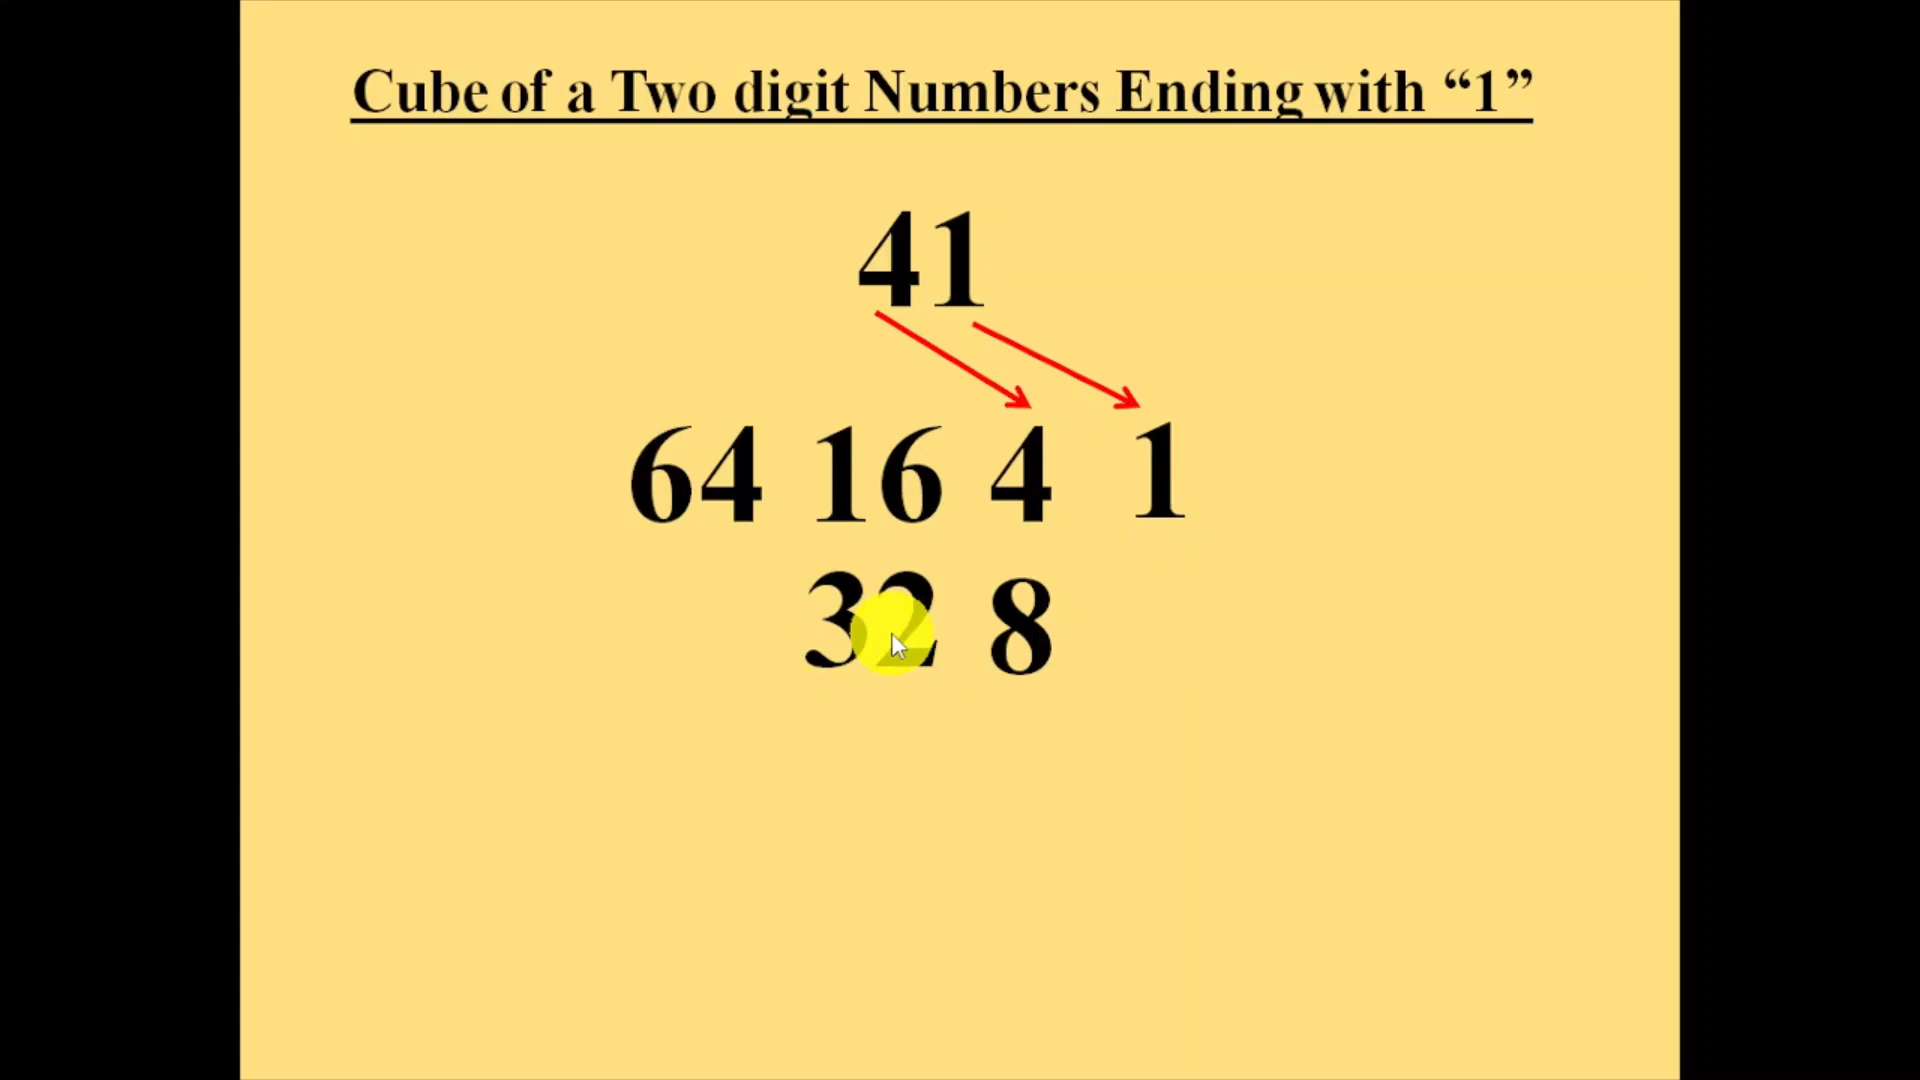 Cube of a Two digit Numbers Ending with “1”
41
64 16 4 1
32 8